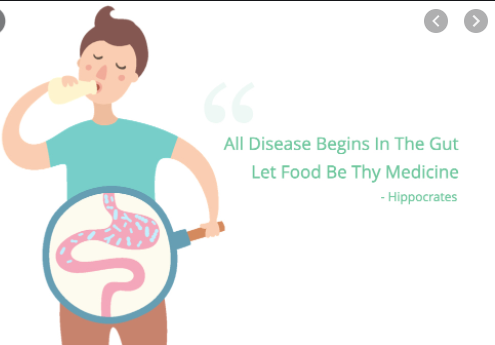 “
All Disease Begins In The Gut
Let Food Be Thy Medicine
- Hippocrates